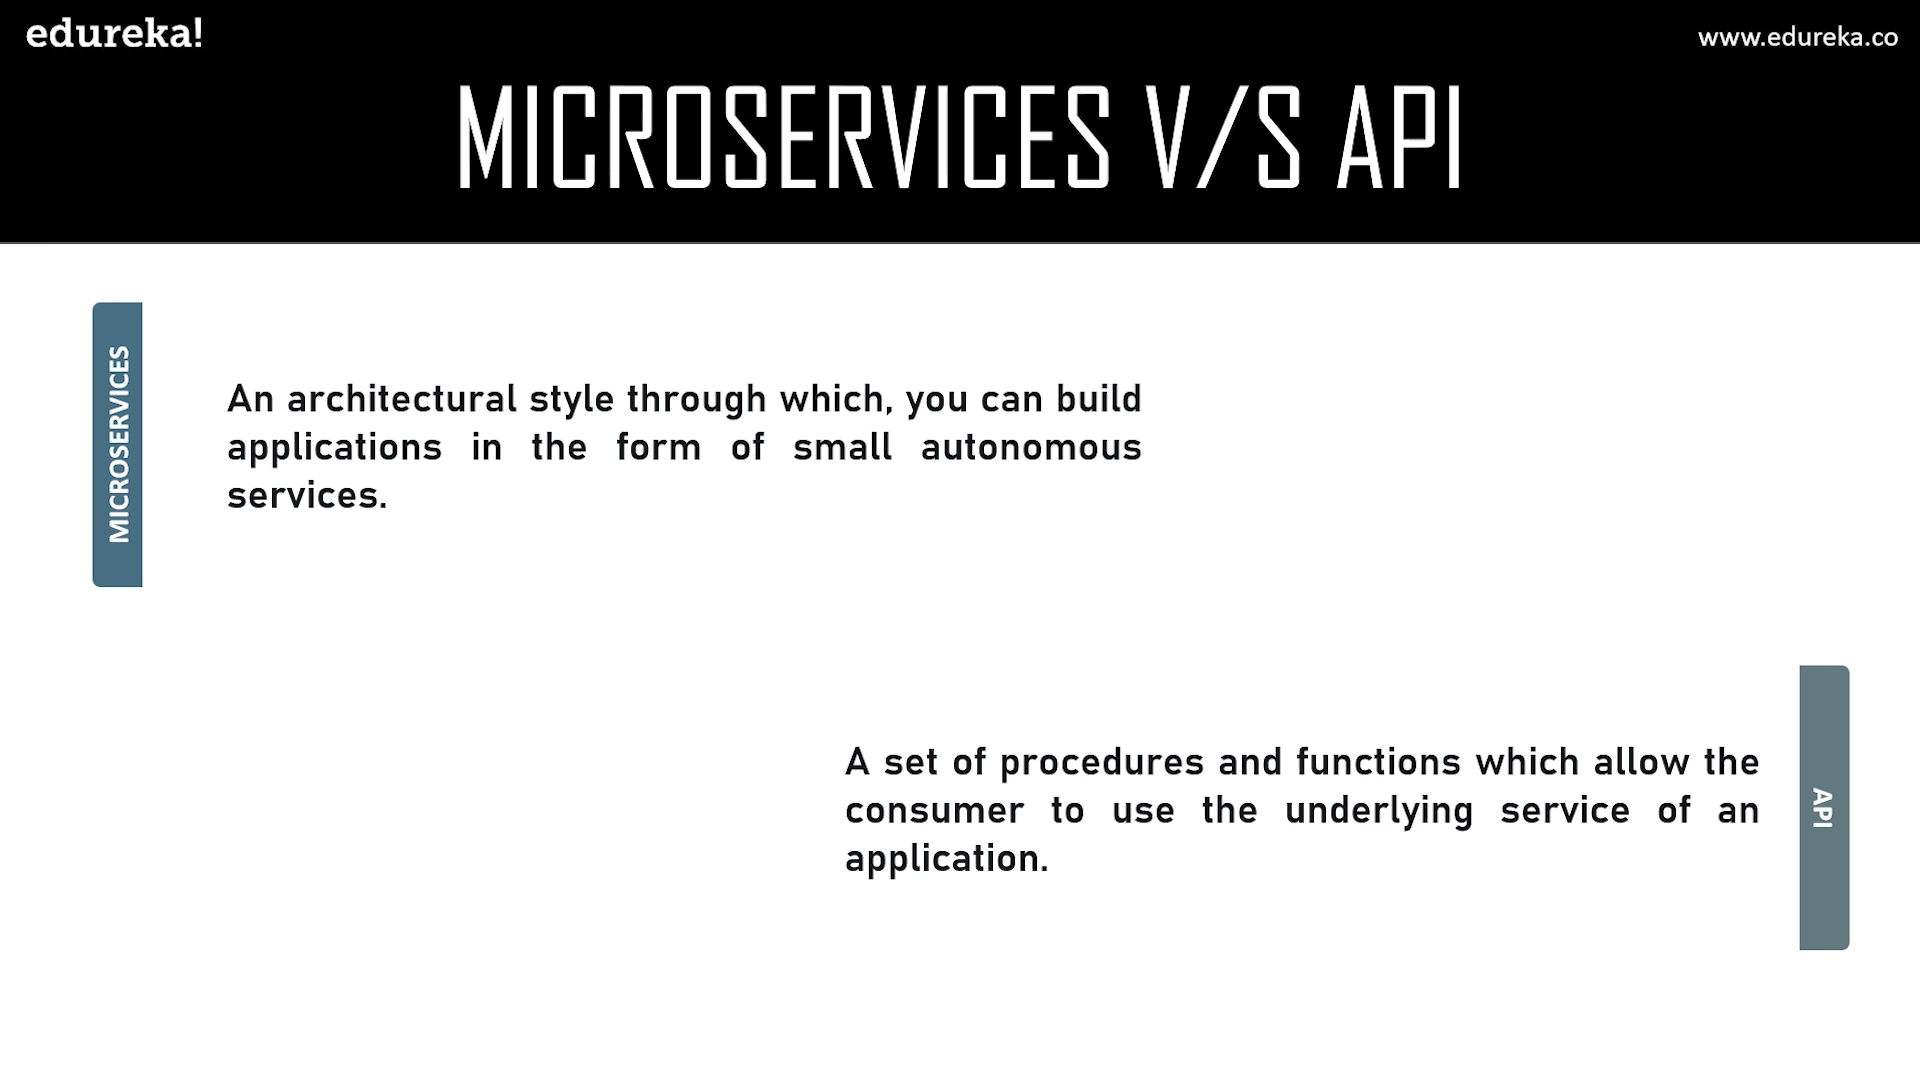 edureka!
www.edureka.co
MICROSERVICES V/S API
MICROSERVICES
An architectural style through which, you can build
applications in the form of small autonomous
services.
A set of procedures and functions which allow the
consumer to use the underlying service of an
application.
API